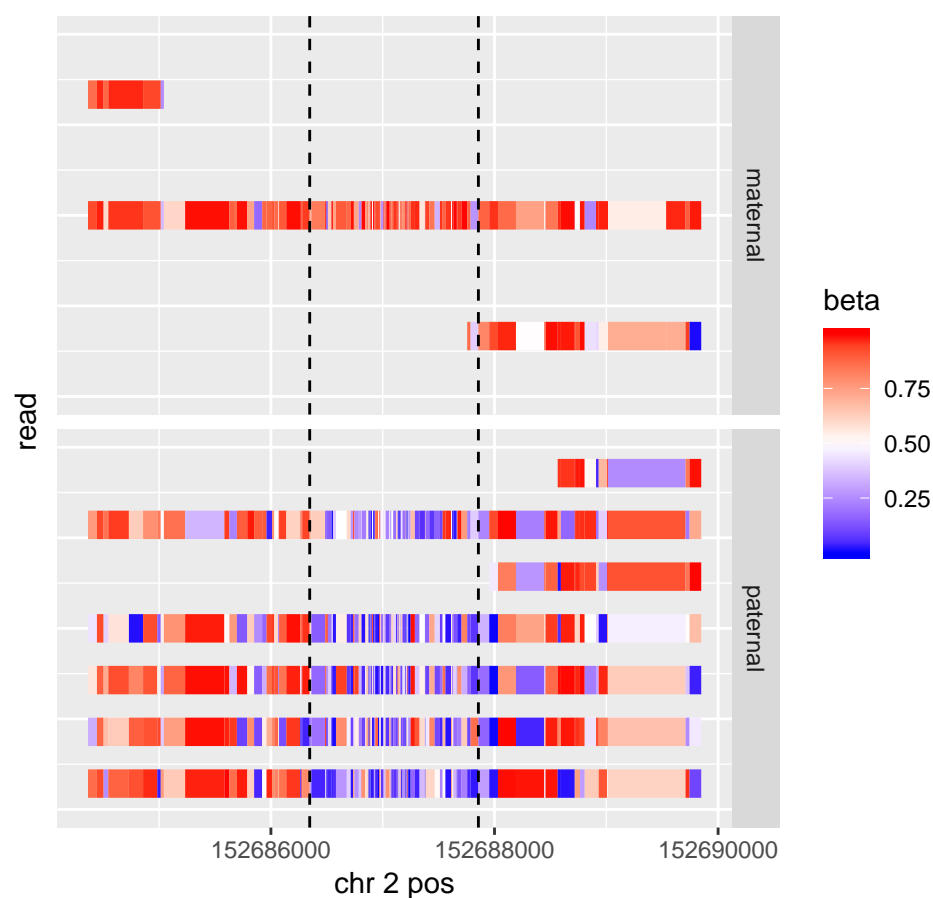 maternal
paternal
read
152686000
152688000
152690000
chr 2 pos
beta
0.75
0.50
0.25